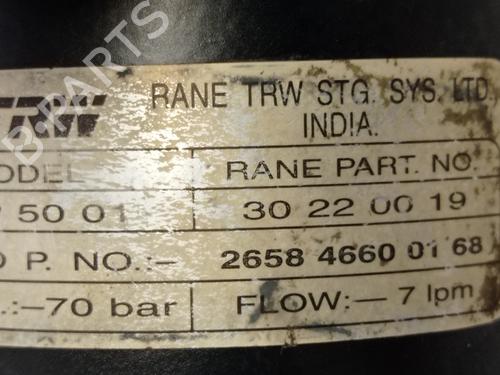 TRW RANE TRW STG. SYS. LTD.
INDIA.
ODEL RANE PART. NO.
50 01 30 22 00 19
P. NO.:- 2658 4660 01 68
.:-70 bar FLOW:- 7 lpm
B-PARTS